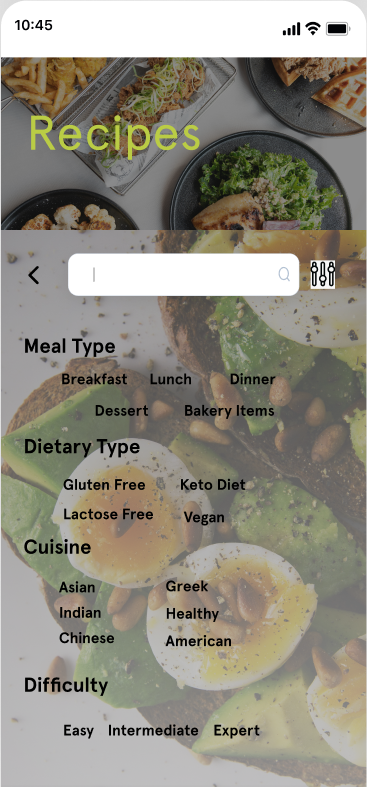 10:45
Recipes
Meal Type
Breakfast Lunch Dinner
Dessert Bakery Items
Dietary Type
Gluten Free Keto Diet
Lactose Free Vegan
Cuisine
Asian Greek
Indian Healthy
Chinese American
Difficulty
Easy Intermediate Expert